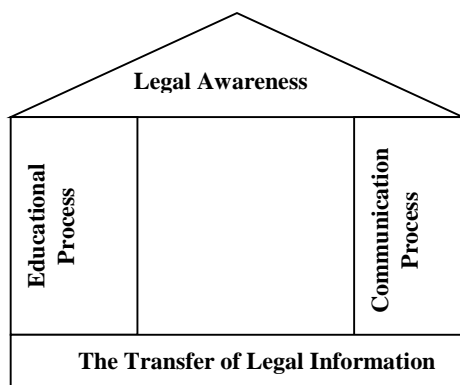 Legal Awareness
Educational
Process
Communication
Process
The Transfer of Legal Information